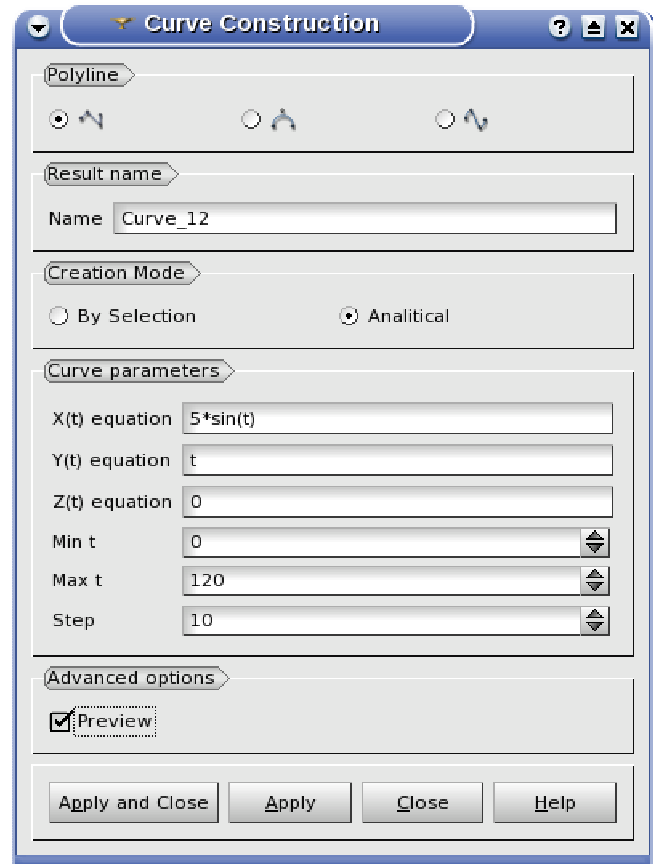 Curve Construction
Polyline
Result name
Name Curve_12
Creation Mode
By Selection Analitical
Curve parameters
X(t) equation 5*sin(t)
Y(t) equation t
Z(t) equation 0
Min t 0
Max t 120
Step 10
Advanced options
Preview
Apply and Close Apply Close Help